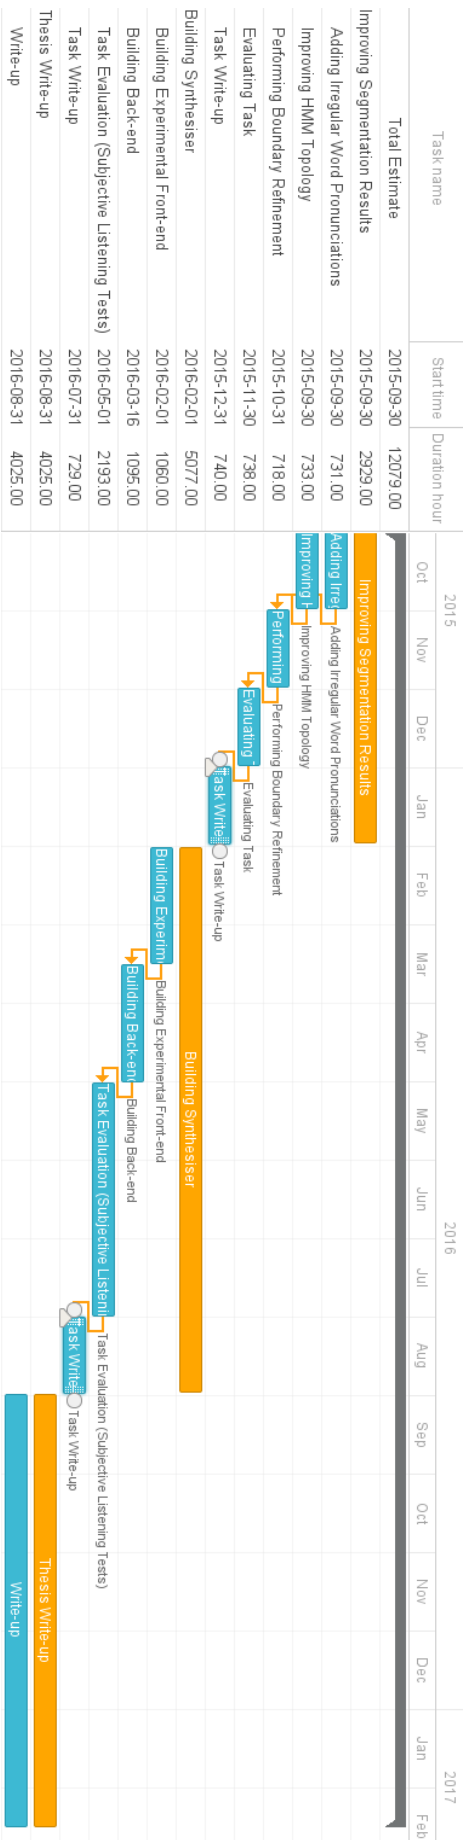 2015 2016 2017
Task name Start time Duration hour Oct Nov Dec Jan Feb Mar Apr May Jun Jul Aug Sep Oct Nov Dec Jan Feb
Total Estimate 2015-09-30 12079.00
Improving Segmentation Results 2015-09-30 2929.00 Improving Segmentation Results
Adding Irregular Word Pronunciations 2015-09-30 731.00 Adding Irreg Adding Irregular Word Pronunciations
Improving HMM Topology 2015-09-30 733.00 Improving H Improving HMM Topology
Performing Boundary Refinement 2015-10-31 718.00 Performing Performing Boundary Refinement
Evaluating Task 2015-11-30 738.00 Evaluating Evaluating Task
Task Write-up 2015-12-31 740.00 Task Write Task Write-up
Building Synthesiser 2016-02-01 5077.00 Building Synthesiser
Building Experimental Front-end 2016-02-01 1060.00 Building Experim Building Experimental Front-end
Building Back-end 2016-03-16 1095.00 Building Back-end Building Back-end
Task Evaluation (Subjective Listening Tests) 2016-05-01 2193.00 Task Evaluation (Subjective Listenin Task Evaluation (Subjective Listening Tests)
Task Write-up 2016-07-31 729.00 Task Write Task Write-up
Thesis Write-up 2016-08-31 4025.00 Thesis Write-up
Write-up 2016-08-31 4025.00 Write-up